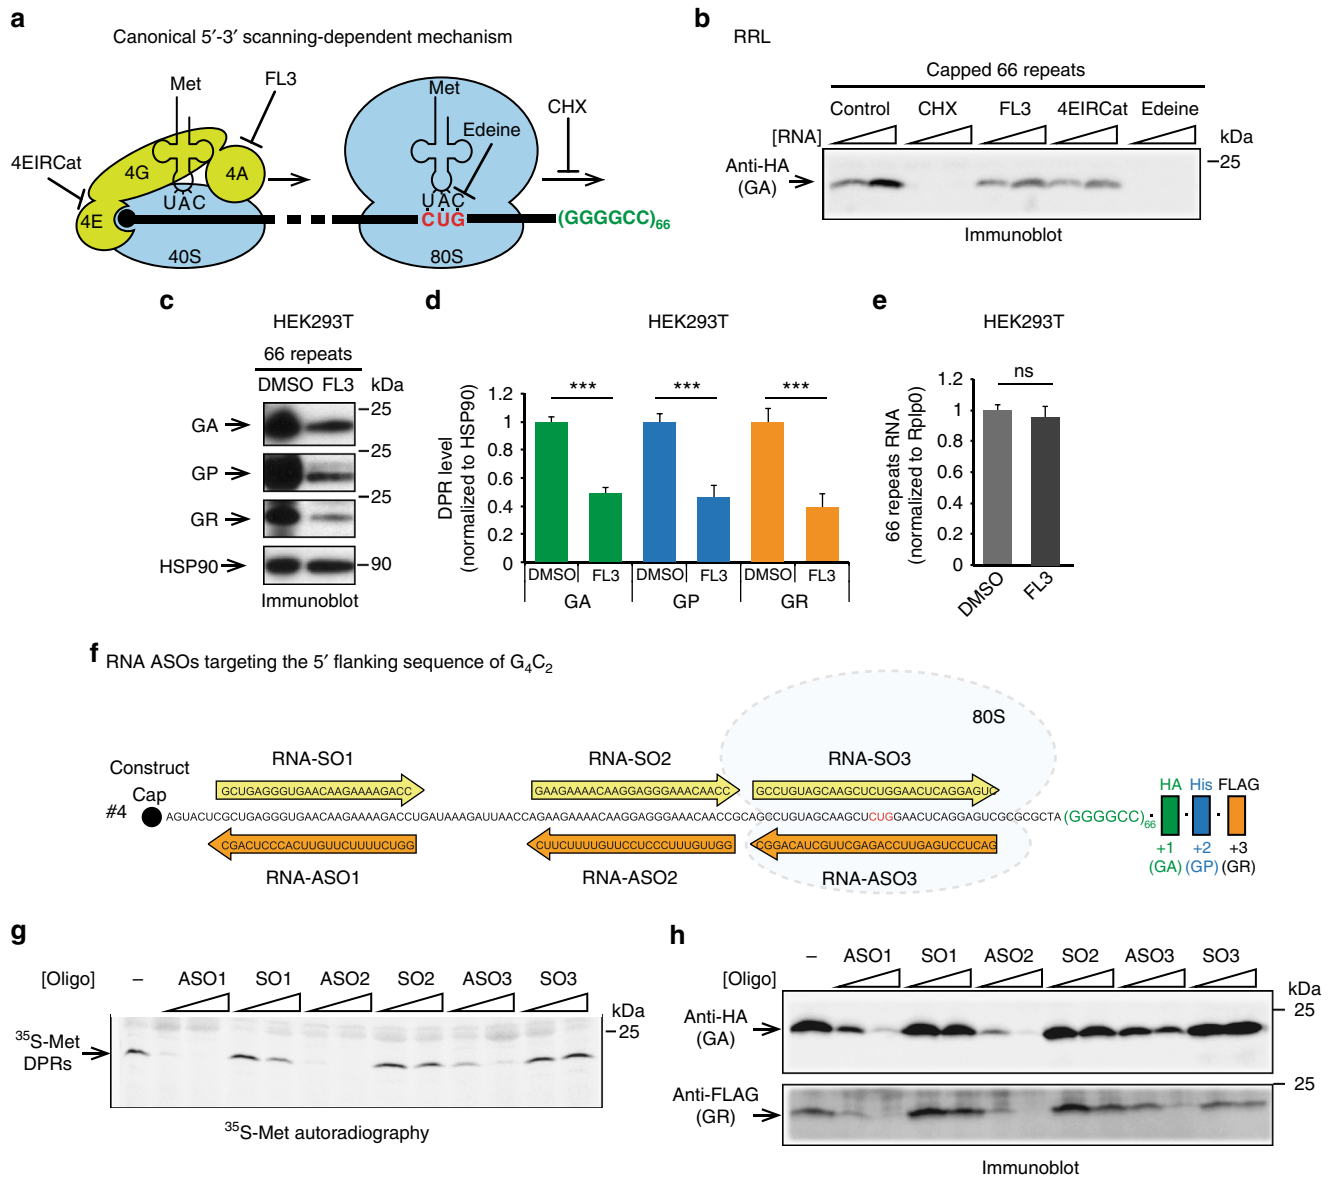 a
Canonical 5′-3′ scanning-dependent mechanism
Met
FL3
4EIRCat
4G
4A
UAC
4E
40S
Met
Edeine
CHX
UAC
CUG
(GGGGCC)66
80S
b
RRL
Capped 66 repeats
Control CHX FL3 4EIRCat Edeine
[RNA]
kDa
25
Anti-HA
(GA)
Immunoblot
c
HEK293T
66 repeats
DMSO FL3 kDa
25
GA
25
GP
25
GR
HSP90
90
Immunoblot
d
HEK293T
DPR level
(normalized to HSP90)
1.2
1
0.8
0.6
0.4
0.2
0
*** *** ***
DMSO FL3 DMSO FL3 DMSO FL3
GA GP GR
e
HEK293T
66 repeats RNA
(normalized to Rplp0)
1.2
1
0.8
0.6
0.4
0.2
0
ns
DMSO
FL3
f
RNA ASOs targeting the 5′ flanking sequence of G4C2
80S
RNA-SO1 RNA-SO2 RNA-SO3
Construct
Cap
#4
GCUGAGGGUGAACAAGAAAAGACC
GAAGAAAACAAGGAGGGAAACAACC
GCCUGUAGCAAGCUCUGGAACUCAGGAGUC
AGUACUCGCUGAGGGUGAACAAGAAAAGACCUGAUAAAGAUUAACCAGAAGAAAACAAGGAGGGAAACAACCGCAGCCUGUAGCAAGCUCUGGAACUCAGGAGUCGCGCGCUA (GGGGCC)66
CGACUCCCACUUGUUCUUUUCUGG
CUUCUUUUGUUCCUCCCUUUGUUGG
CGGACAUCGUUCGAGACCUUGAGUCCUCAG
RNA-ASO1 RNA-ASO2 RNA-ASO3
HA His FLAG
+1 +2 +3
(GA) (GP) (GR)
g
[Oligo] – ASO1 SO1 ASO2 SO2 ASO3 SO3
kDa
25
35S-Met
DPRs
35S-Met autoradiography
h
[Oligo] – ASO1 SO1 ASO2 SO2 ASO3 SO3
kDa
25
Anti-HA
(GA)
25
Anti-FLAG
(GR)
Immunoblot